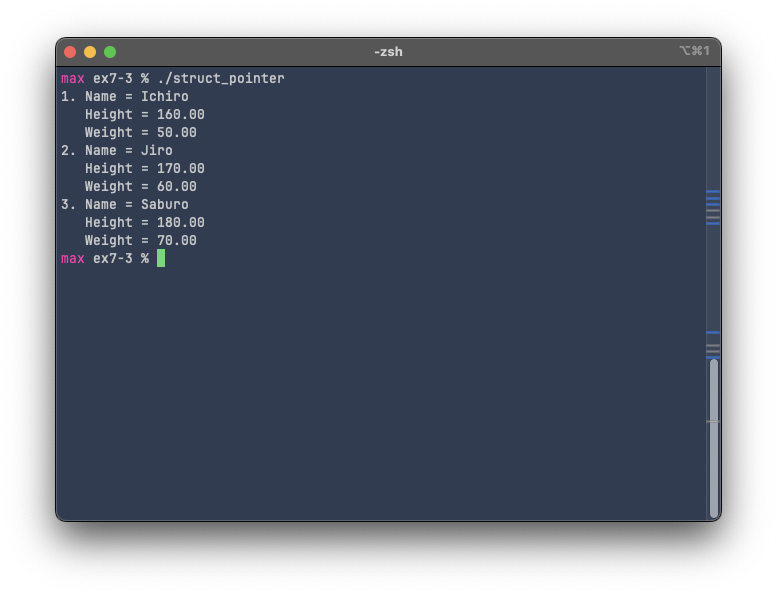 -zsh
⌥⌘1
max ex7-3 % ./struct_pointer
1. Name = Ichiro
   Height = 160.00
   Weight = 50.00
2. Name = Jiro
   Height = 170.00
   Weight = 60.00
3. Name = Saburo
   Height = 180.00
   Weight = 70.00
max ex7-3 %